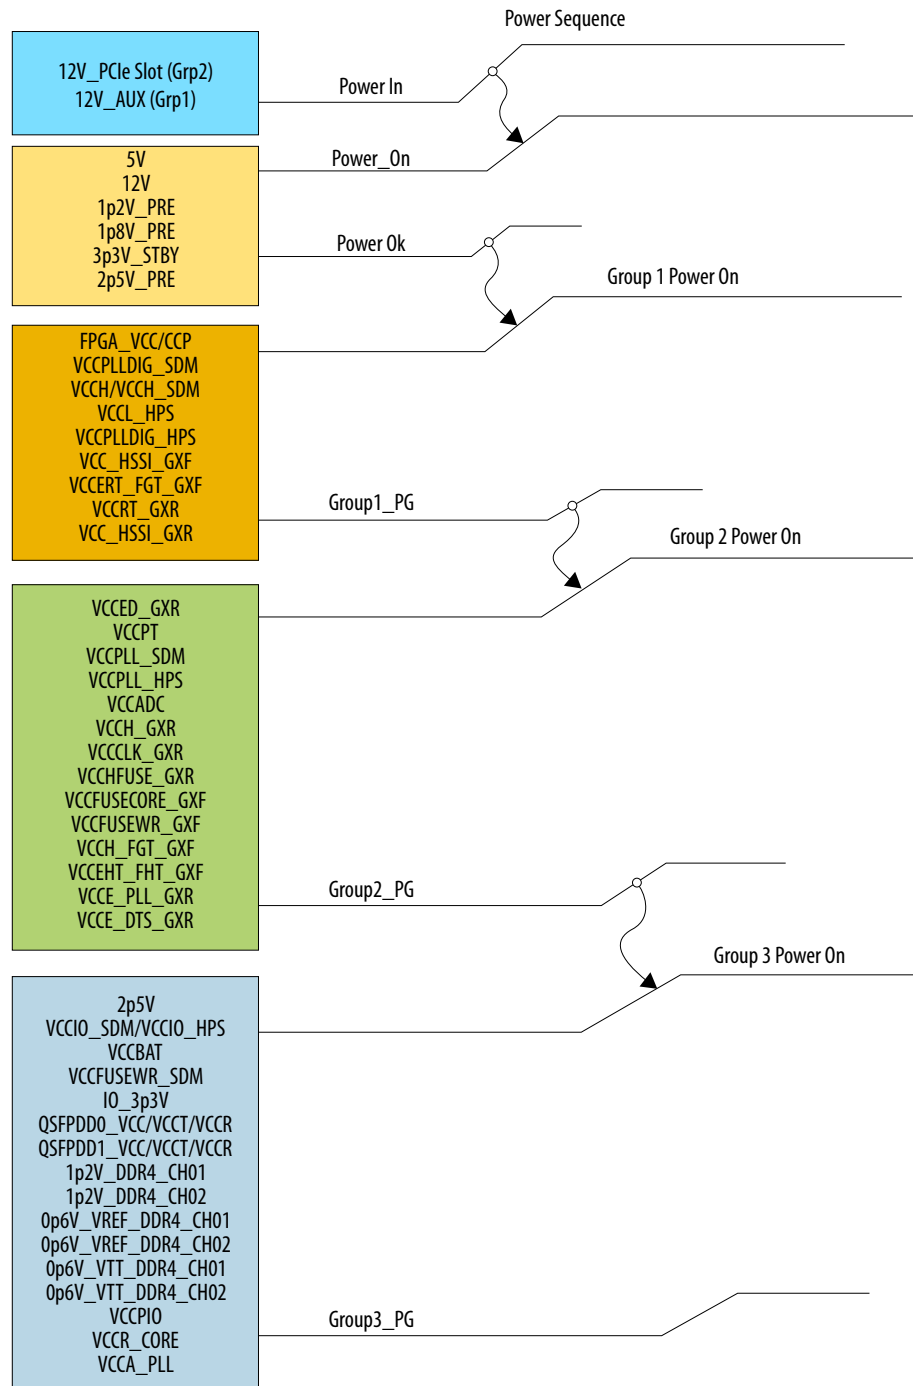 Power Sequence
12V_PCIe Slot (Grp2)
12V_AUX (Grp1)
Power In
5V
12V
1p2V_PRE
1p8V_PRE
3p3V_STBY
2p5V_PRE
Power_On
Power Ok
Group 1 Power On
FPGA_VCC/CCP
VCCPLLDIG_SDM
VCCH/VCCH_SDM
VCCL_HPS
VCCPLLDIG_HPS
VCC_HSSI_GXF
VCCERT_FGT_GXF
VCCRT_GXR
VCC_HSSI_GXR
Group1_PG
Group 2 Power On
VCCED_GXR
VCCPT
VCCPLL_SDM
VCCPLL_HPS
VCCADC
VCCH_GXR
VCCCLK_GXR
VCCHFUSE_GXR
VCCFUSECORE_GXF
VCCFUSEWR_GXF
VCCH_FGT_GXF
VCCEHT_FHT_GXF
VCCE_PLL_GXR
VCCE_DTS_GXR
Group2_PG
Group 3 Power On
2p5V
VCCIO_SDM/VCCIO_HPS
VCCBAT
VCCFUSEWR_SDM
IO_3p3V
QSFPDD0_VCC/VCCT/VCCR
QSFPDD1_VCC/VCCT/VCCR
1p2V_DDR4_CH01
1p2V_DDR4_CH02
0p6V_VREF_DDR4_CH01
0p6V_VREF_DDR4_CH02
0p6V_VTT_DDR4_CH01
0p6V_VTT_DDR4_CH02
VCCPIO
VCCR_CORE
VCCA_PLL
Group3_PG